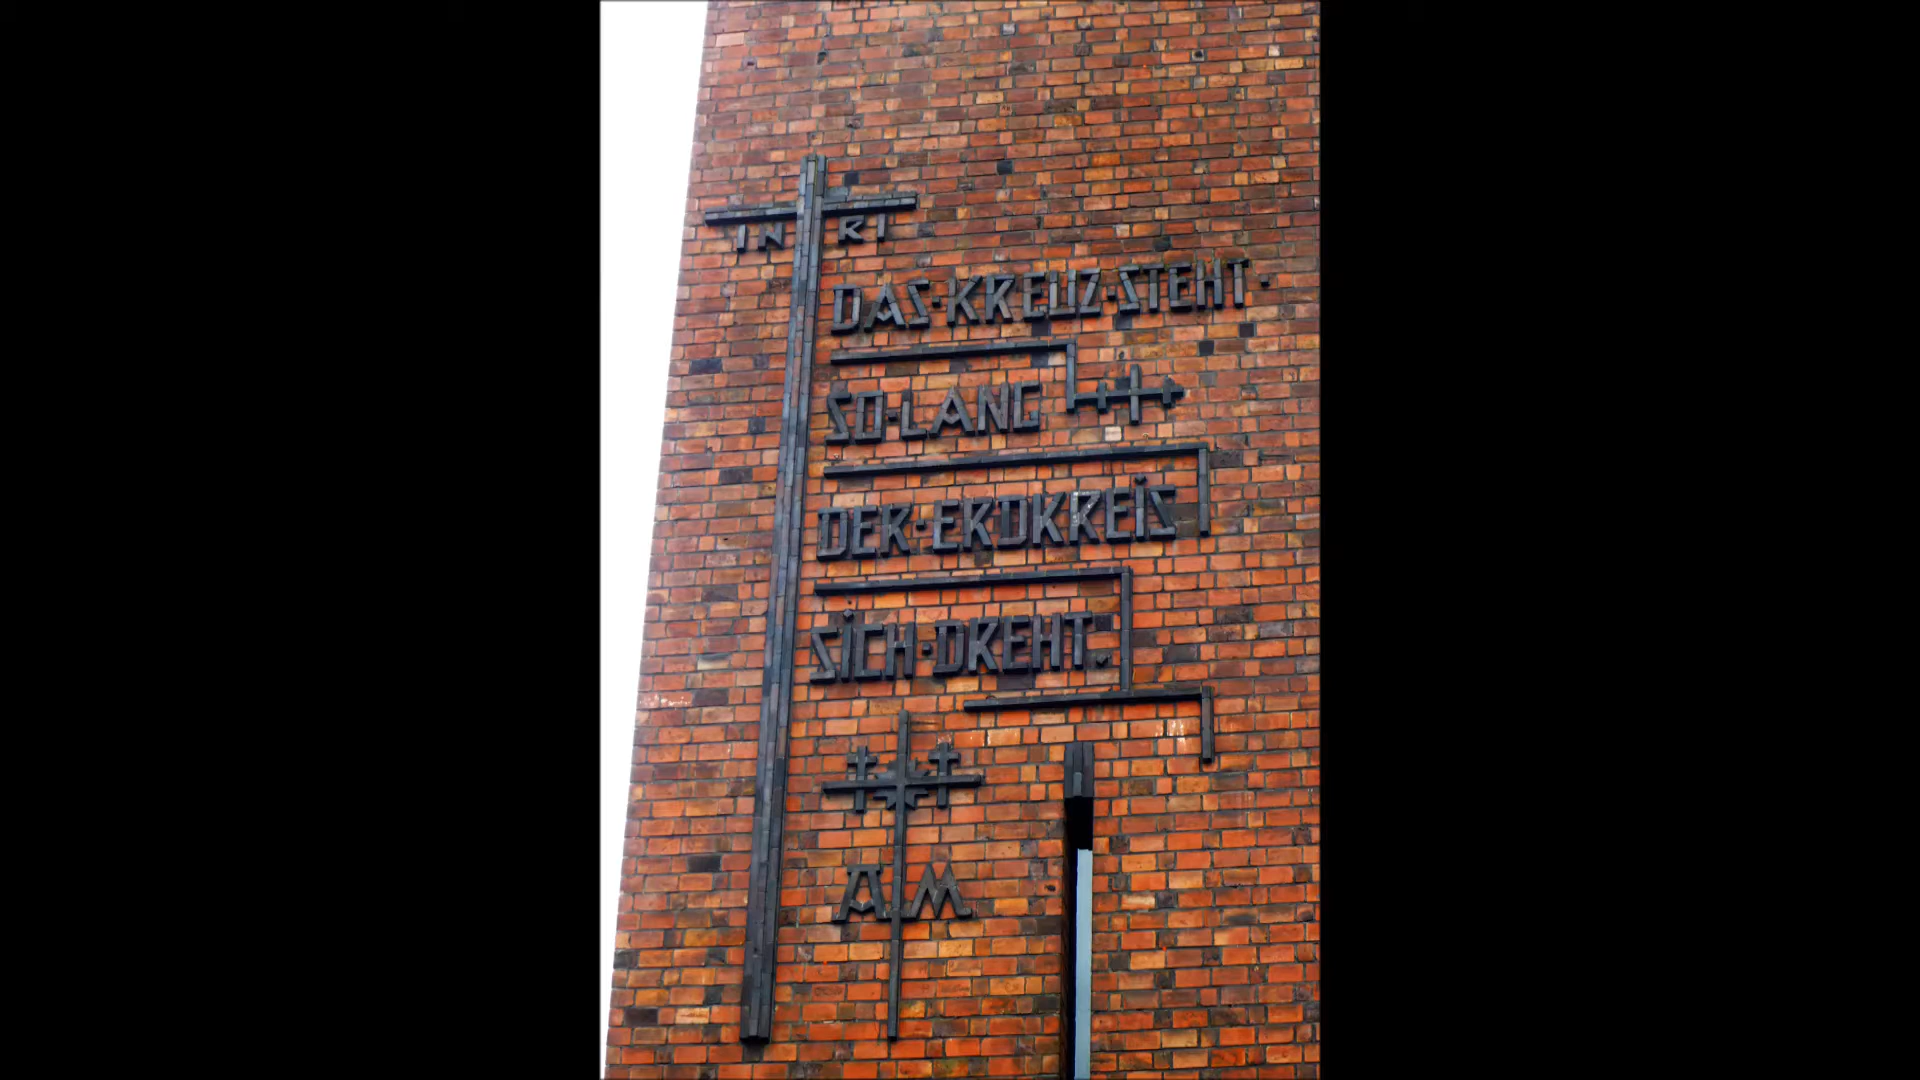 IN RI
DAS·KREUZ·STEHT·
SO·LANG
DER·ERDKREIS
SICH·DREHT.
AM